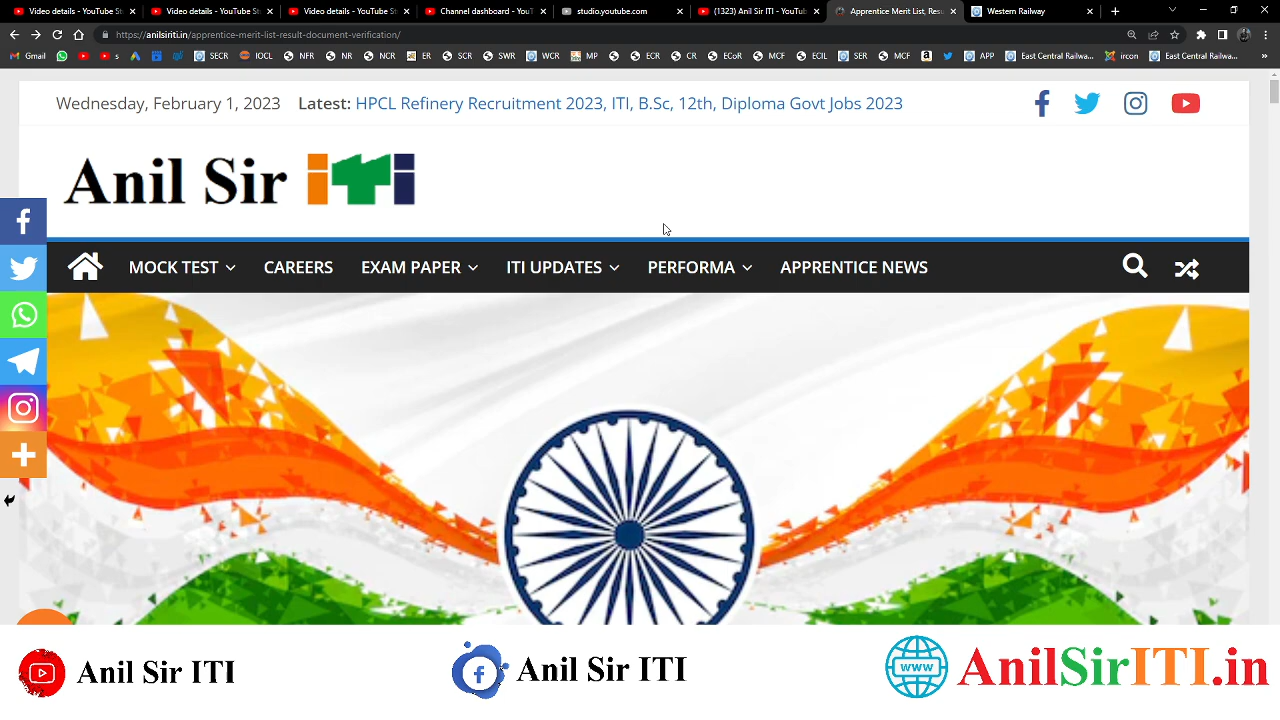 Video details - YouTube St
Video details - YouTube St
Video details - YouTube St
Channel dashboard - YouT
studio.youtube.com
(1323) Anil Sir ITI - YouTub
Apprentice Merit List, Resu
Western Railway
https://anilsiriti.in/apprentice-merit-list-result-document-verification/
Gmail
s
SECR
IOCL
NFR
NR
NCR
ER
SCR
SWR
WCR
MP
ECR
CR
ECoR
MCF
ECIL
SER
MCF
APP
East Central Railwa...
ircon
East Central Railwa...
Wednesday, February 1, 2023
Latest: HPCL Refinery Recruitment 2023, ITI, B.Sc, 12th, Diploma Govt Jobs 2023
Anil Sir iTi
MOCK TEST
CAREERS
EXAM PAPER
ITI UPDATES
PERFORMA
APPRENTICE NEWS
Anil Sir ITI
Anil Sir ITI
www
AnilSirITI.in